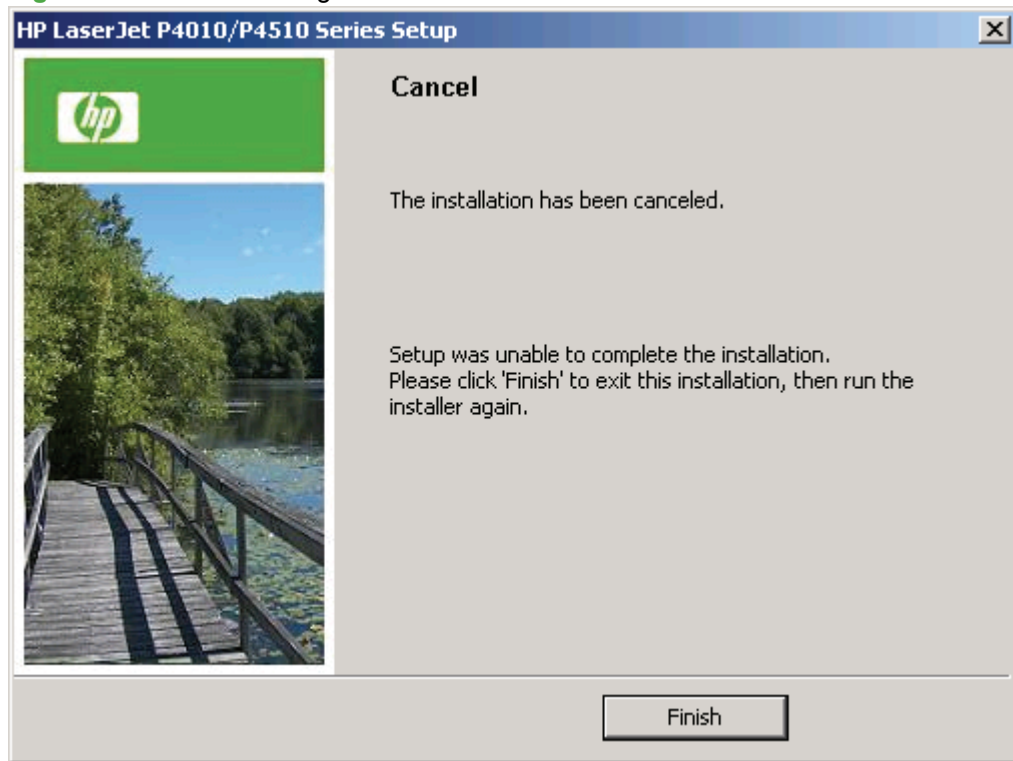 HP LaserJet P4010/P4510 Series Setup
hp
Cancel
The installation has been canceled.
Setup was unable to complete the installation.
Please click 'Finish' to exit this installation, then run the
installer again.
Finish